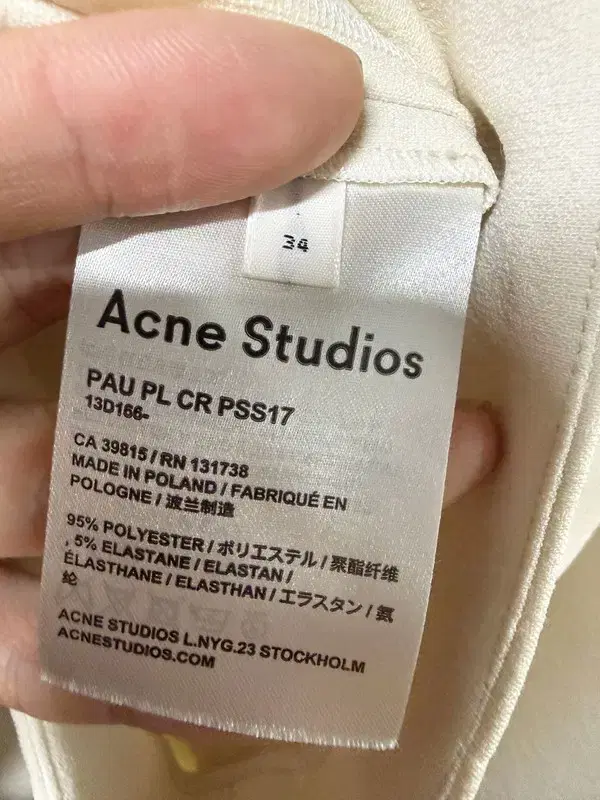 34
Acne Studios
PAU PL CR PSS17
13D166-
CA 39815 / RN 131738
MADE IN POLAND / FABRIQUÉ EN
POLOGNE / 波兰制造
95% POLYESTER / ポリエステル / 聚酯纤维
, 5% ELASTANE / ELASTAN /
ÉLASTHANE / ELASTHAN / エラスタン / 氨
纶
ACNE STUDIOS L.NYG.23 STOCKHOLM
ACNESTUDIOS.COM